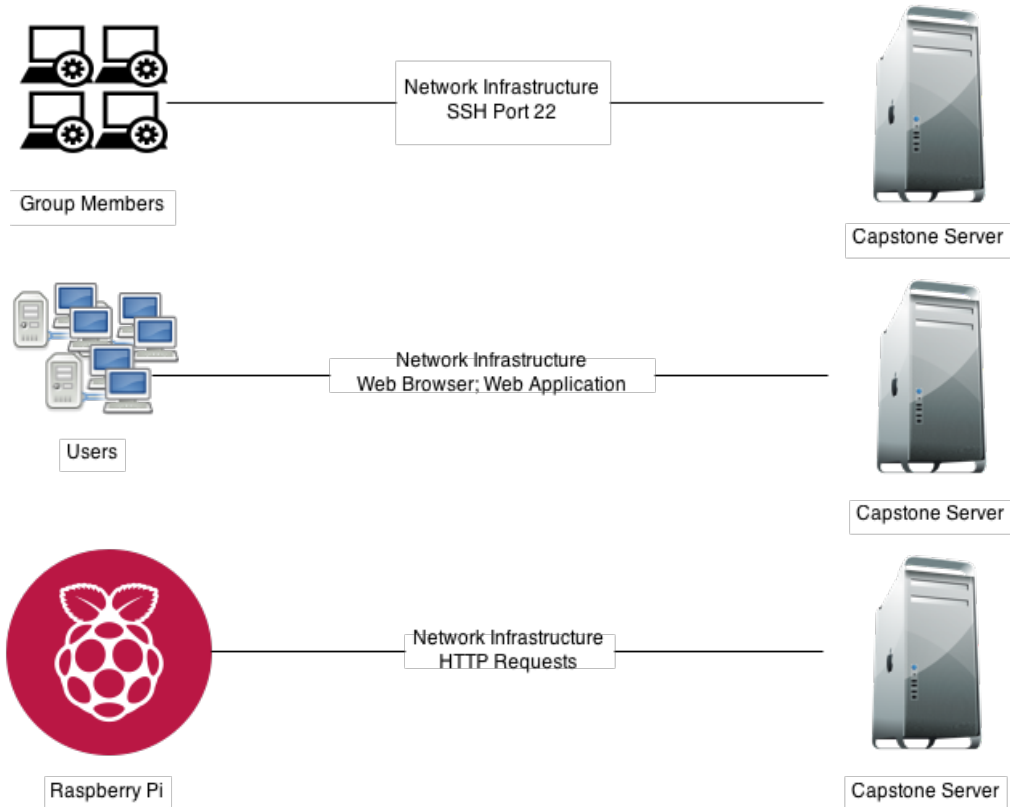 Network Infrastructure
SSH Port 22
Group Members
Capstone Server
Network Infrastructure
Web Browser; Web Application
Users
Capstone Server
Network Infrastructure
HTTP Requests
Raspberry Pi
Capstone Server